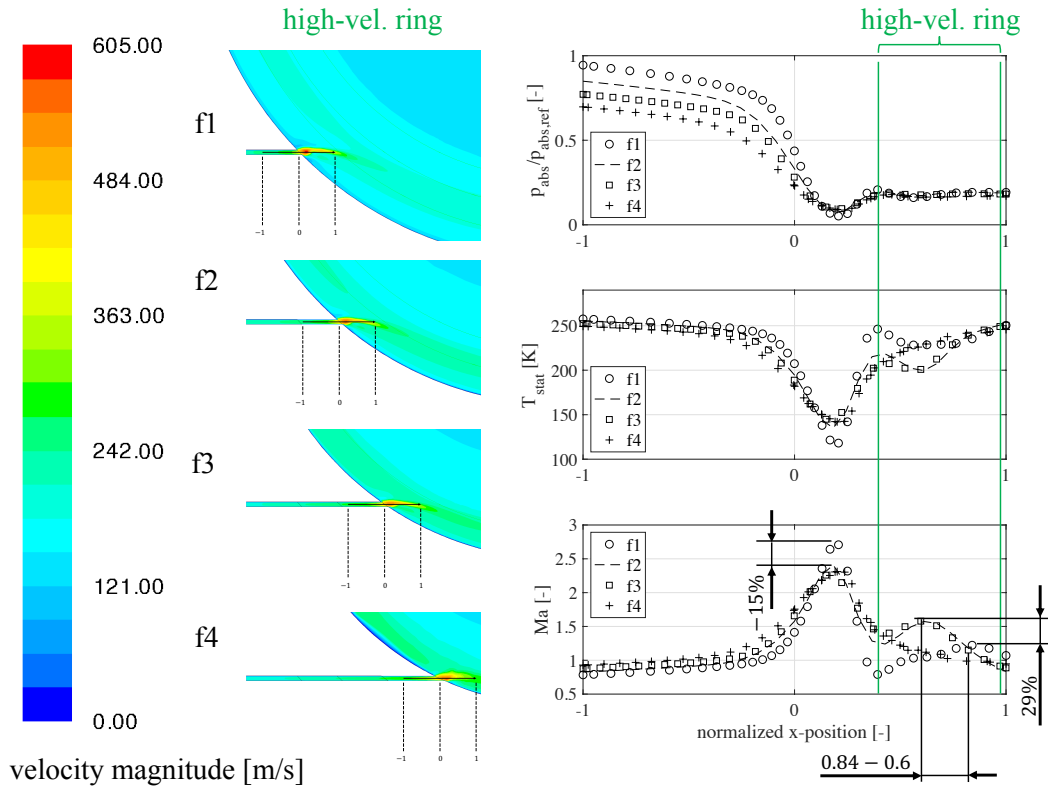 high-vel. ring
605.00
484.00
363.00
242.00
121.00
0.00
velocity magnitude [m/s]
f1
-1 0 1
f2
-1 0 1
f3
-1 0 1
f4
-1 0 1
high-vel. ring
1
0.5
0
p_abs/p_abs,ref [-]
f1
f2
f3
f4
-1 0 1
250
200
150
100
T_stat [K]
f1
f2
f3
f4
-1 0 1
3
2.5
2
1.5
1
0.5
Ma [-]
f1
f2
f3
f4
−15%
29%
-1 0 1
normalized x-position [-]
0.84 − 0.6